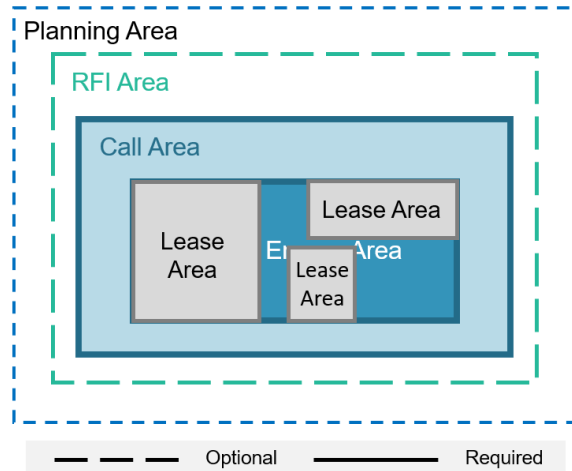 Planning Area
RFI Area
Call Area
Lease Area
Lease
Area
Area
Lease
Area
Optional
Required